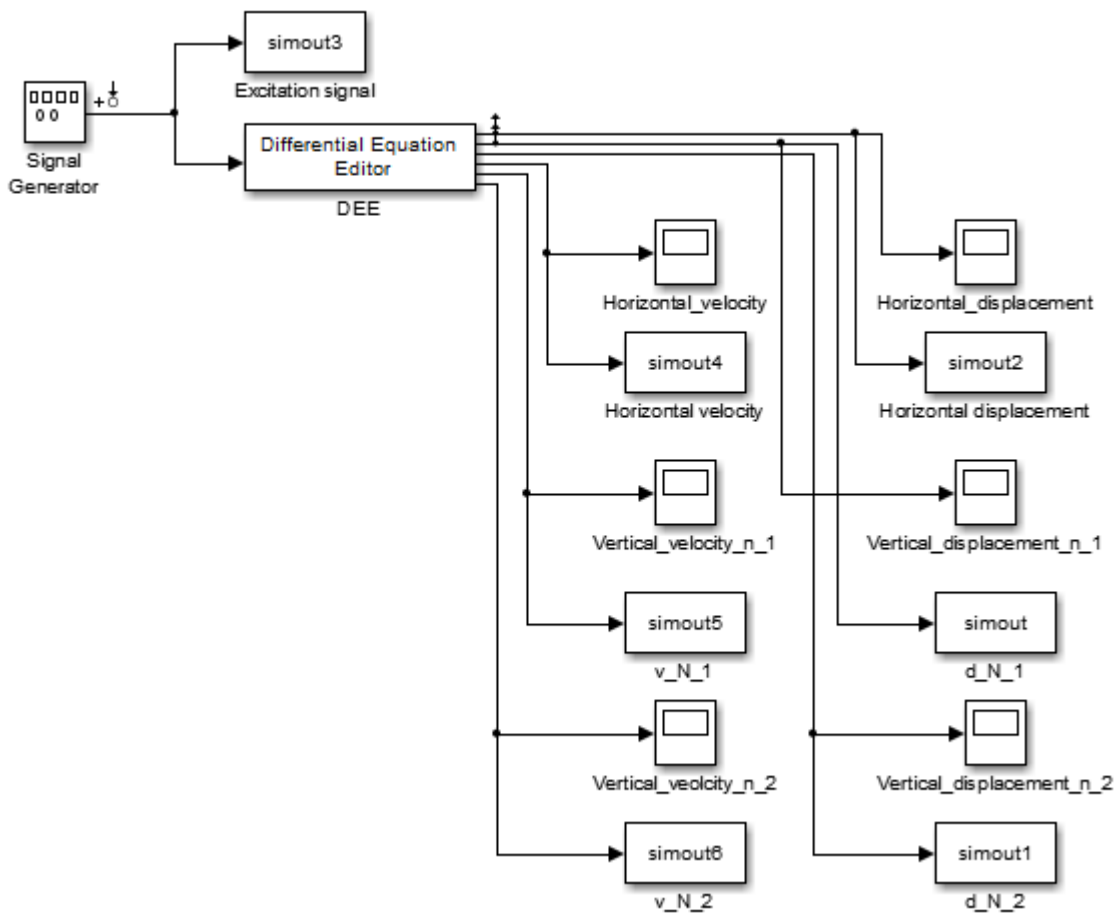 simout3
Excitation signal
Signal
Generator
Differential Equation
Editor
DEE
Horizontal_velocity
Horizontal_displacement
simout4
simout2
Horizontal velocity
Horizontal displacement
Vertical_velocity_n_1
Vertical_displacement_n_1
simout5
simout
v_N_1
d_N_1
Vertical_veolcity_n_2
Vertical_displacement_n_2
simout6
simout1
v_N_2
d_N_2